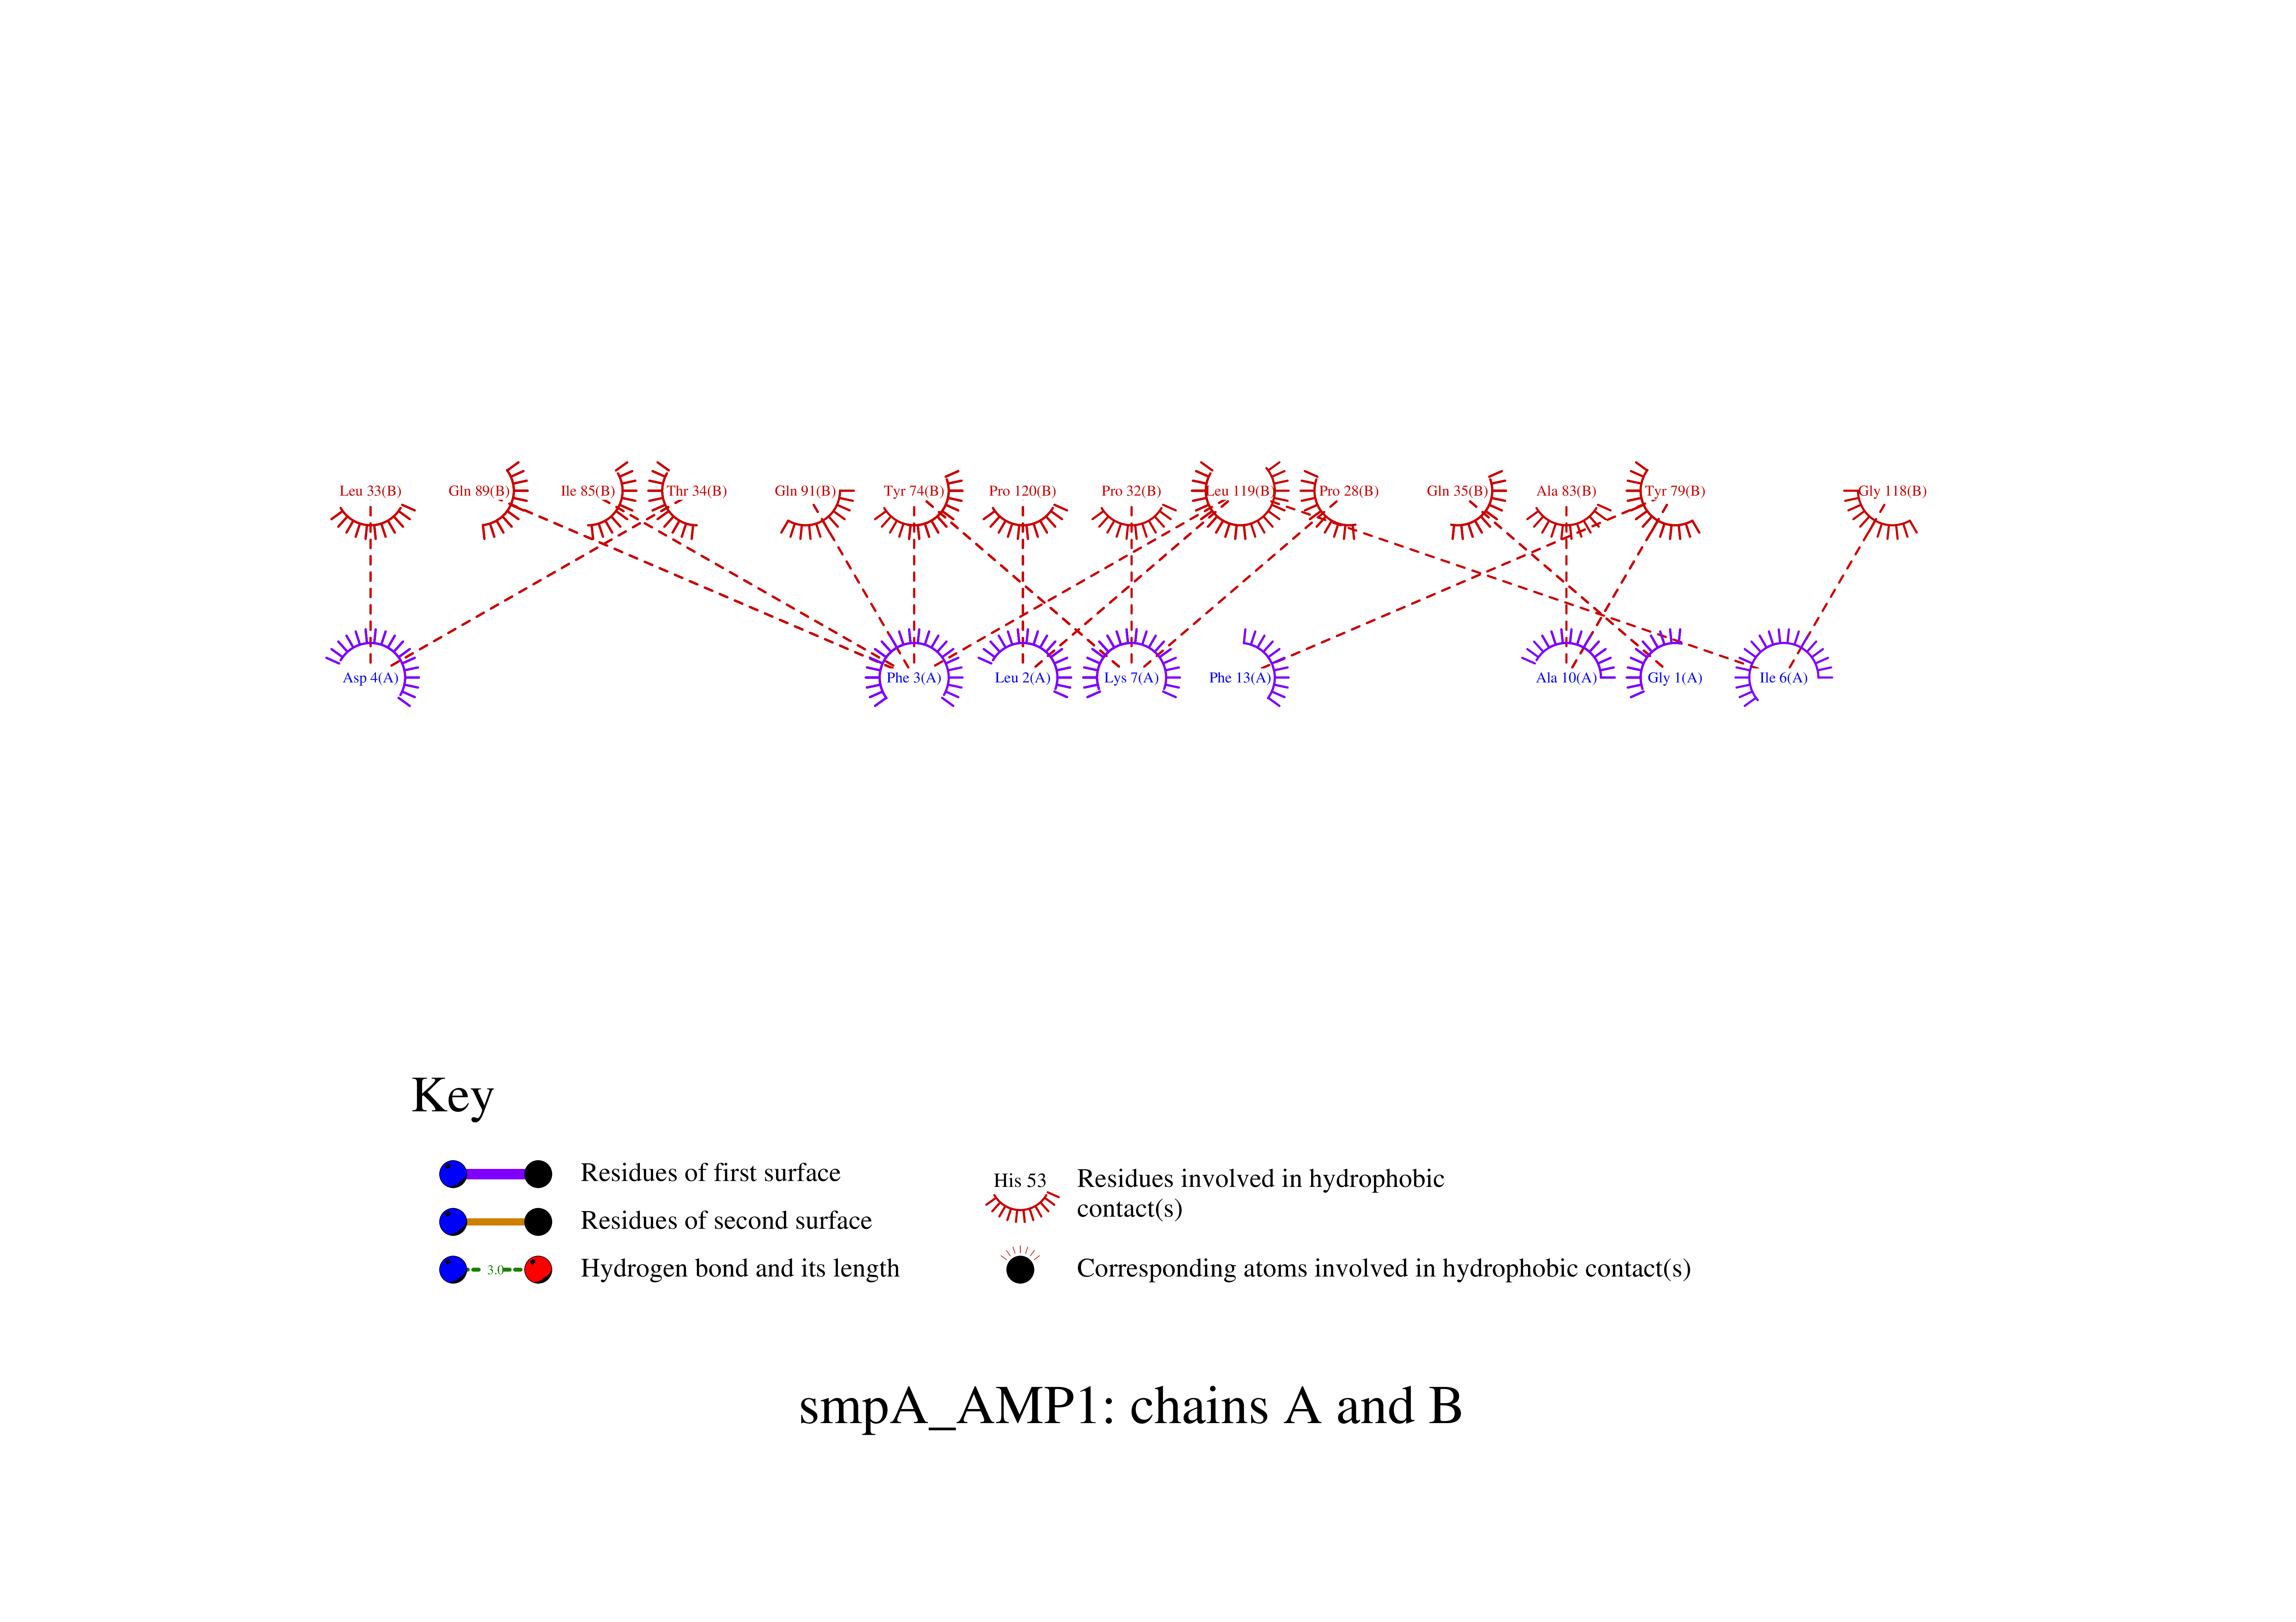 Leu 33(B) Gln 89(B) Ile 85(B) Thr 34(B) Gln 91(B) Tyr 74(B) Pro 120(B) Pro 32(B) Leu 119(B) Pro 28(B) Gln 35(B) Ala 83(B) Tyr 79(B) Gly 118(B)
Asp 4(A) Phe 3(A) Leu 2(A) Lys 7(A) Phe 13(A) Ala 10(A) Gly 1(A) Ile 6(A)
Key
Residues of first surface
Residues of second surface
3.0 Hydrogen bond and its length
His 53 Residues involved in hydrophobic
contact(s)
Corresponding atoms involved in hydrophobic contact(s)
smpA_AMP1: chains A and B